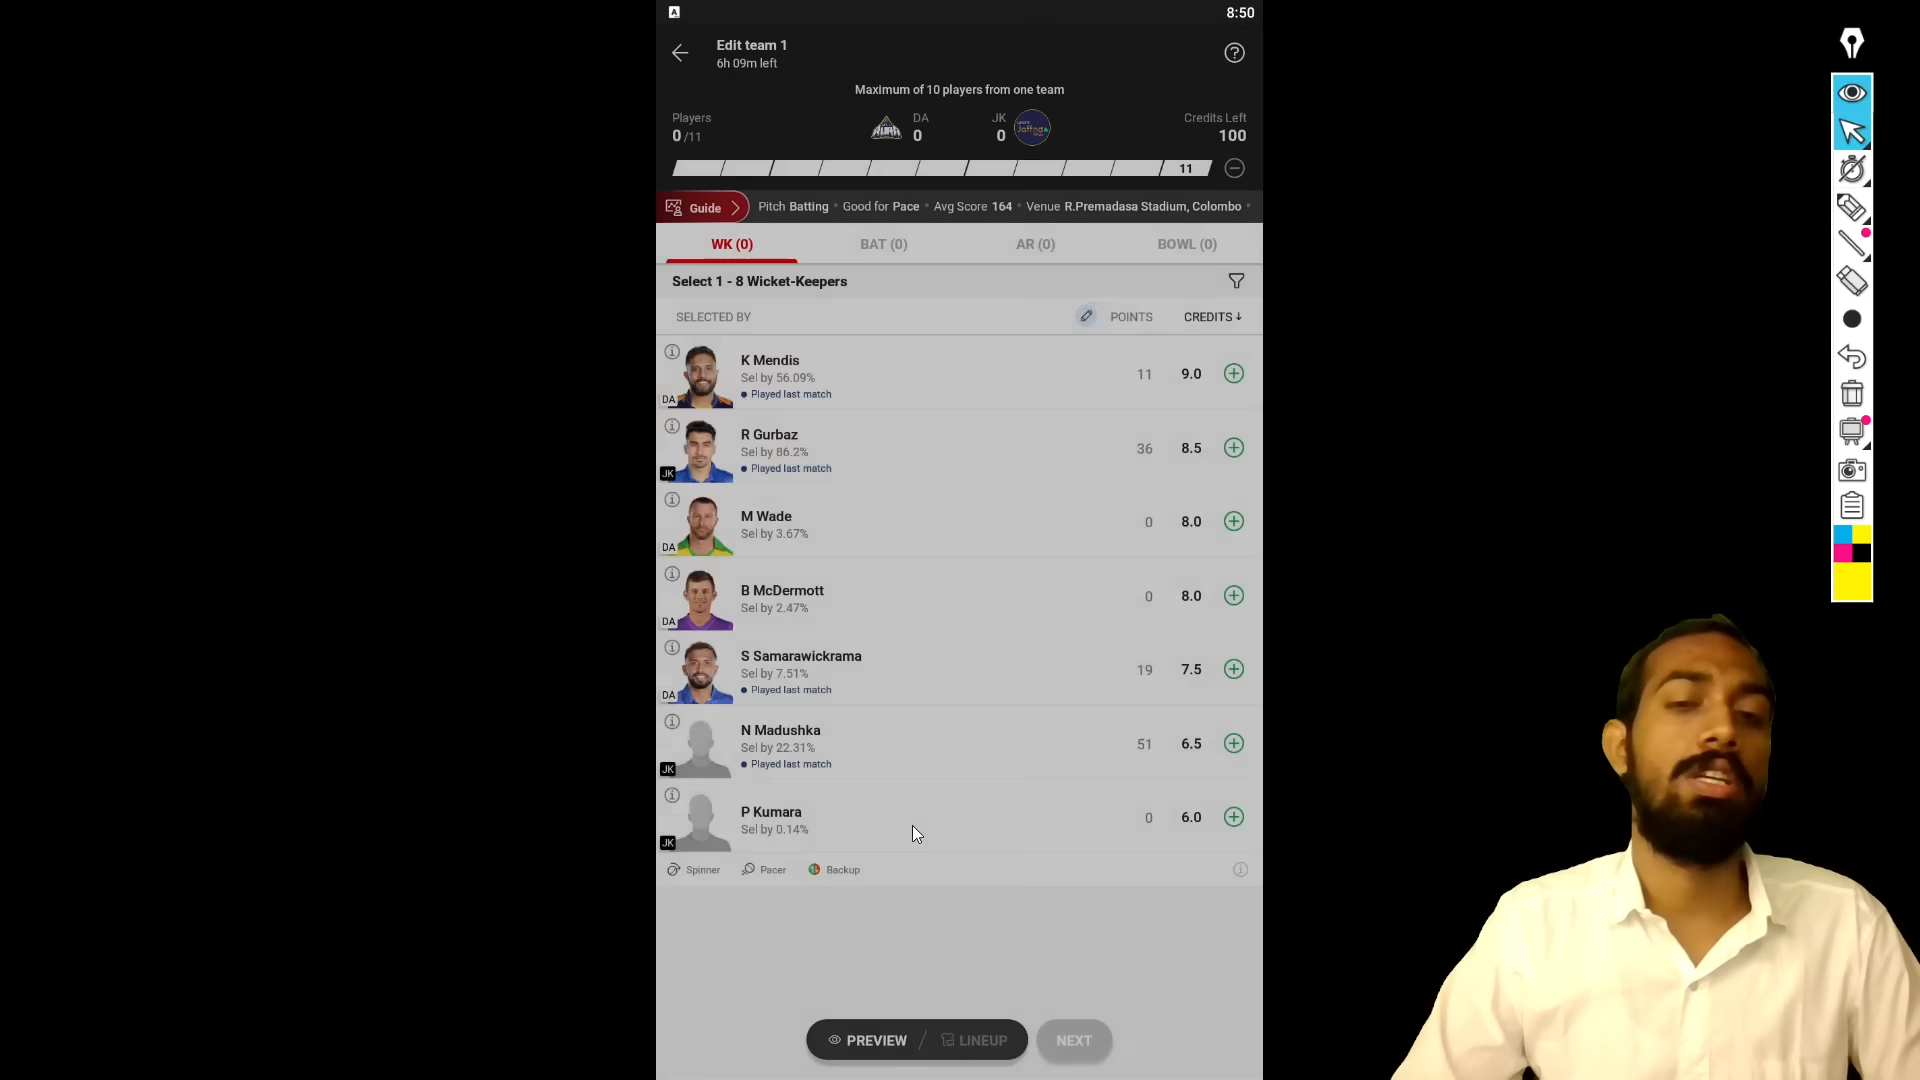 A 8:50
Edit team 1
6h 09m left
Maximum of 10 players from one team
Players DA JK Credits Left
0 /11 0 0 100
AURA
Jaffna
11
Guide Pitch Batting • Good for Pace • Avg Score 164 • Venue R.Premadasa Stadium, Colombo •
WK (0) BAT (0) AR (0) BOWL (0)
Select 1 - 8 Wicket-Keepers
SELECTED BY POINTS CREDITS↓
K Mendis
Sel by 56.09%
Played last match
DA
11 9.0
R Gurbaz
Sel by 86.2%
Played last match
JK
36 8.5
M Wade
Sel by 3.67%
DA
0 8.0
B McDermott
Sel by 2.47%
DA
0 8.0
S Samarawickrama
Sel by 7.51%
Played last match
DA
19 7.5
N Madushka
Sel by 22.31%
Played last match
JK
51 6.5
P Kumara
Sel by 0.14%
JK
0 6.0
Spinner Pacer Backup
PREVIEW / LINEUP NEXT